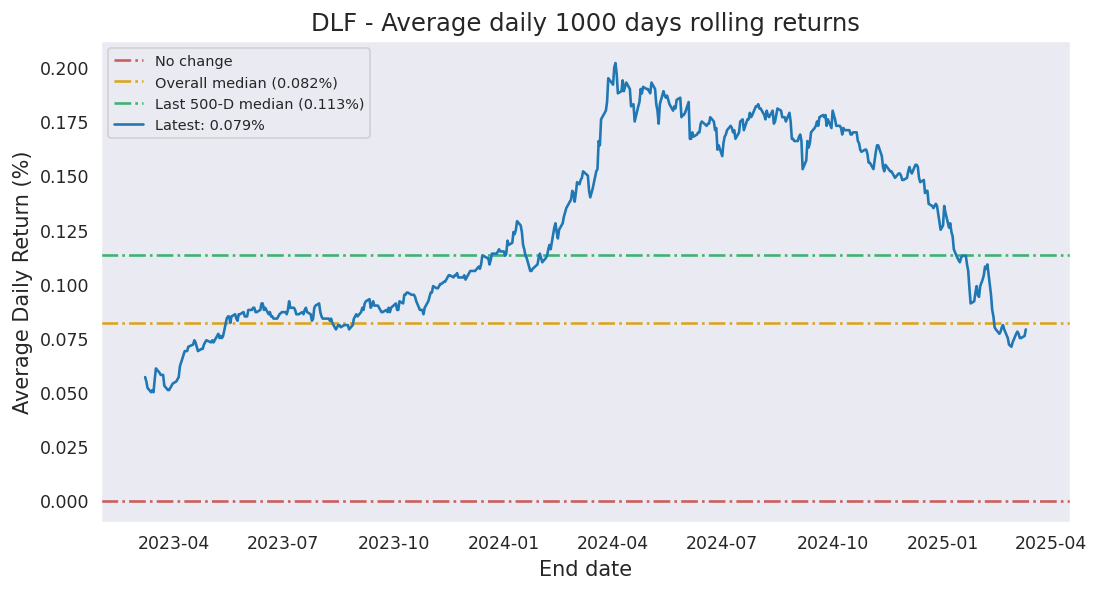 DLF - Average daily 1000 days rolling returns
No change
Overall median (0.082%)
Last 500-D median (0.113%)
Latest: 0.079%
Average Daily Return (%)
0.200
0.175
0.150
0.125
0.100
0.075
0.050
0.025
0.000
2023-04 2023-07 2023-10 2024-01 2024-04 2024-07 2024-10 2025-01 2025-04
End date